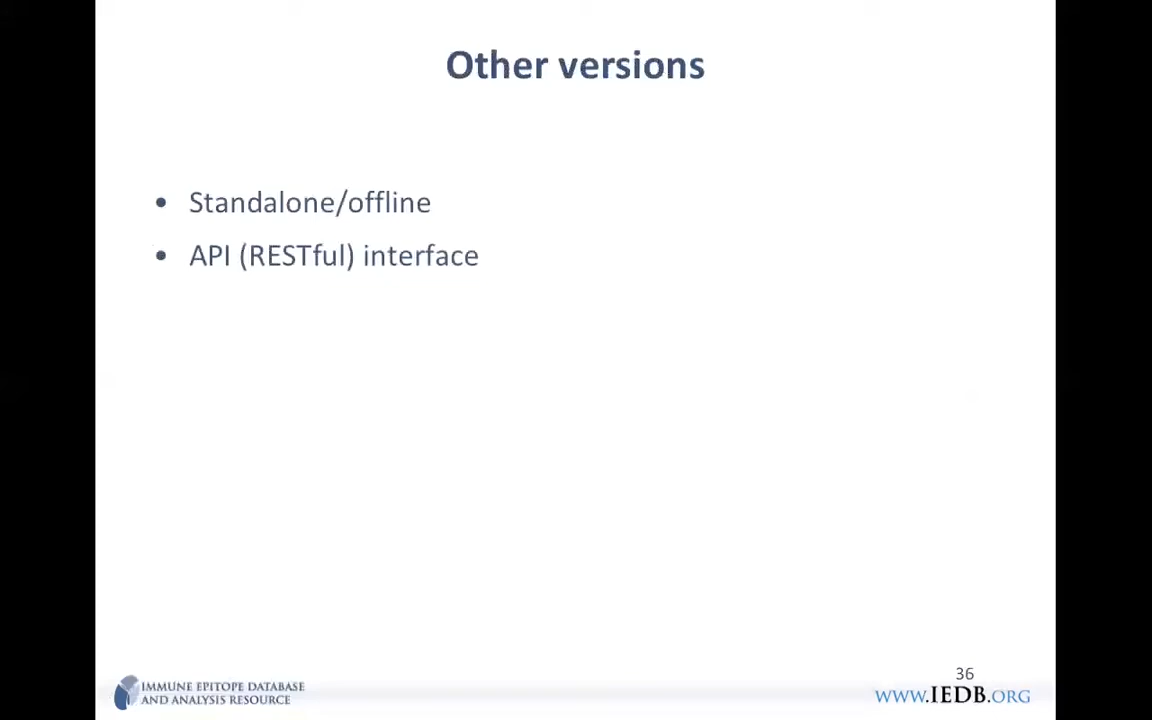 Other versions
• Standalone/offline
• API (RESTful) interface
36
IMMUNE EPITOPE DATABASE
AND ANALYSIS RESOURCE
WWW.IEDB.ORG